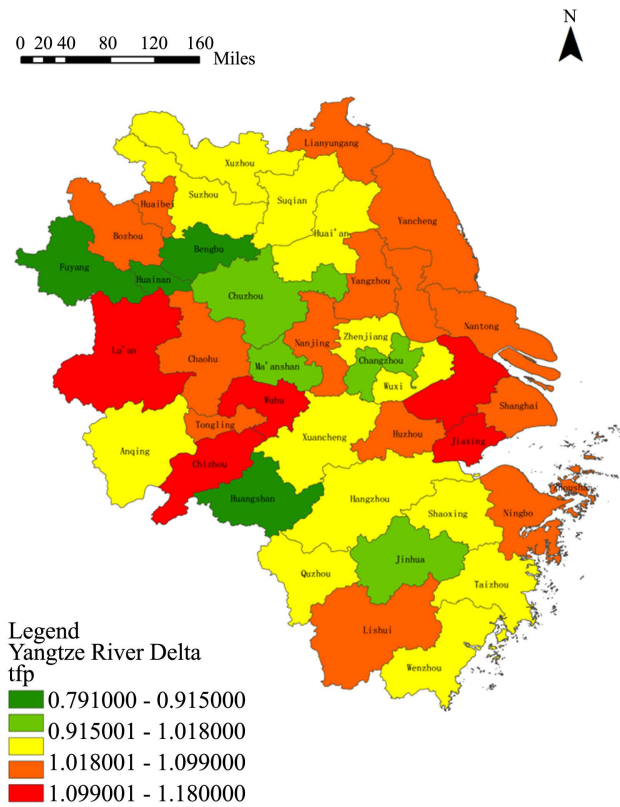 N
0 20 40 80 120 160
Miles
Lianyungang
Xuzhou
Suzhou
Suqian
Huaibei
Yancheng
Bozhou
Huai'an
Bengbu
Fuyang
Huainan
Yangzhou
Chuzhou
Nantong
Zhenjiang
Nanjing
Lu'an
Chaohu
Ma'anshan
Changzhou
Wuxi
Wuhu
Shanghai
Tongling
Xuancheng
Huzhou
Jiaxing
Anqing
Chizhou
Huangshan
Hangzhou
Zhoushan
Shaoxing
Ningbo
Jinhua
Quzhou
Taizhou
Lishui
Wenzhou
Legend
Yangtze River Delta
tfp
0.791000 - 0.915000
0.915001 - 1.018000
1.018001 - 1.099000
1.099001 - 1.180000